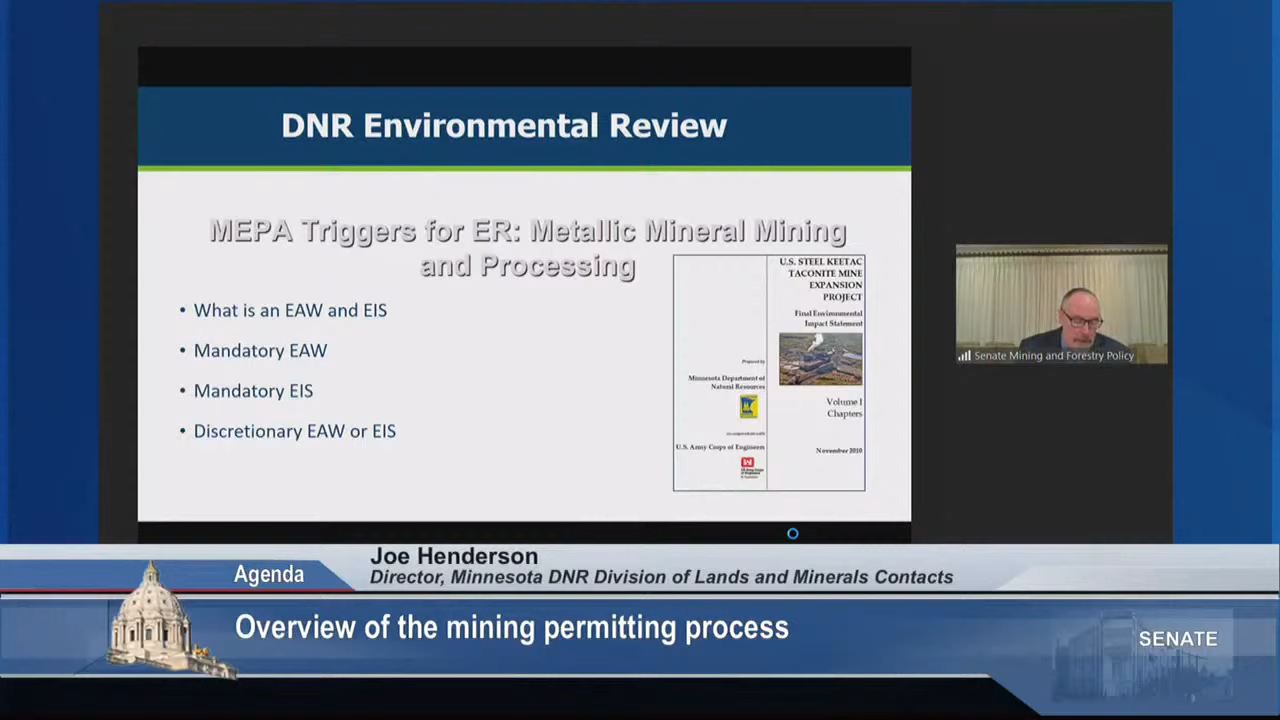 DNR Environmental Review
MEPA Triggers for ER: Metallic Mineral Mining
and Processing
• What is an EAW and EIS
• Mandatory EAW
• Mandatory EIS
• Discretionary EAW or EIS
U.S. STEEL KEETAC
TACONITE MINE
EXPANSION
PROJECT
Final Environmental
Impact Statement
Prepared by
Minnesota Department of
Natural Resources
Volume I
Chapters
U.S. Army Corps of Engineers
November 2010
Senate Mining and Forestry Policy
Joe Henderson
Director, Minnesota DNR Division of Lands and Minerals Contacts
Agenda
Overview of the mining permitting process
SENATE